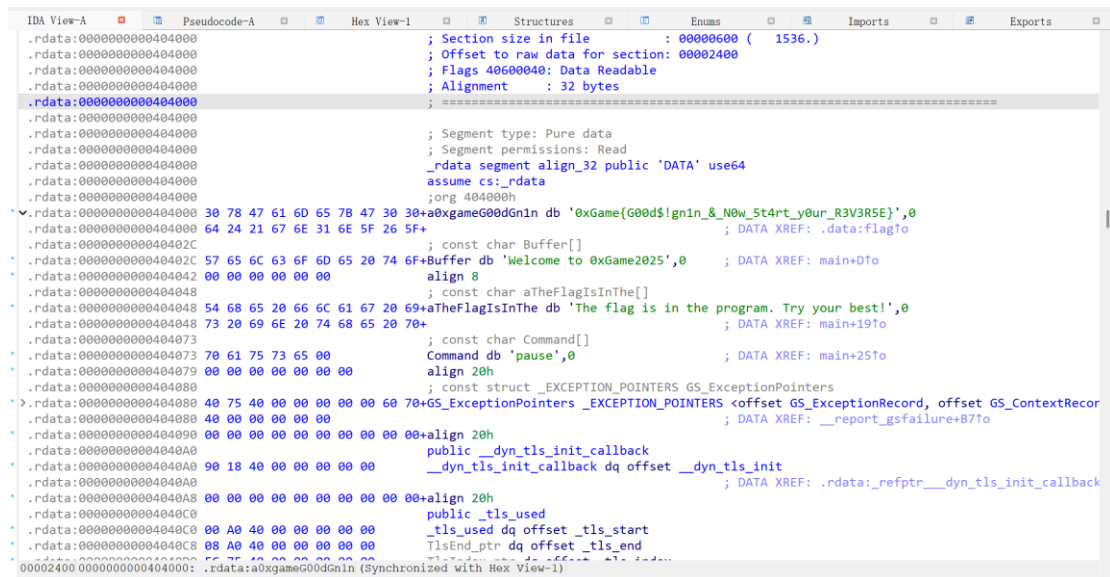 IDA View-A Pseudocode-A Hex View-1 Structures Enums Imports Exports
.rdata:0000000000404000 ; Section size in file : 00000600 ( 1536.)
.rdata:0000000000404000 ; Offset to raw data for section: 00002400
.rdata:0000000000404000 ; Flags 40600040: Data Readable
.rdata:0000000000404000 ; Alignment : 32 bytes
.rdata:0000000000404000 ; ===========================================================================
.rdata:0000000000404000
.rdata:0000000000404000 ; Segment type: Pure data
.rdata:0000000000404000 ; Segment permissions: Read
.rdata:0000000000404000 _rdata segment align_32 public 'DATA' use64
.rdata:0000000000404000 assume cs:_rdata
.rdata:0000000000404000 ;org 404000h
.rdata:0000000000404000 30 78 47 61 6D 65 7B 47 30 30+a0xgameG00dGn1n db '0xGame{G00d$!gn1n_&_N0w_5t4rt_y0ur_R3V3R5E}',0
.rdata:0000000000404000 64 24 21 67 6E 31 6E 5F 26 5F+ ; DATA XREF: .data:flag↑o
.rdata:000000000040402C ; const char Buffer[]
.rdata:000000000040402C 57 65 6C 63 6F 6D 65 20 74 6F+Buffer db 'Welcome to 0xGame2025',0 ; DATA XREF: main+D↑o
.rdata:0000000000404042 00 00 00 00 00 00 align 8
.rdata:0000000000404048 ; const char aTheFlagIsInThe[]
.rdata:0000000000404048 54 68 65 20 66 6C 61 67 20 69+aTheFlagIsInThe db 'The flag is in the program. Try your best!',0
.rdata:0000000000404048 73 20 69 6E 20 74 68 65 20 70+ ; DATA XREF: main+19↑o
.rdata:0000000000404073 ; const char Command[]
.rdata:0000000000404073 70 61 75 73 65 00 Command db 'pause',0 ; DATA XREF: main+25↑o
.rdata:0000000000404079 00 00 00 00 00 00 00 align 20h
.rdata:0000000000404080 ; const struct _EXCEPTION_POINTERS GS_ExceptionPointers
.rdata:0000000000404080 40 75 40 00 00 00 00 00 60 70+GS_ExceptionPointers _EXCEPTION_POINTERS <offset GS_ExceptionRecord, offset GS_ContextRecor
.rdata:0000000000404080 40 00 00 00 00 00 ; DATA XREF: __report_gsfailure+B7↑o
.rdata:0000000000404090 00 00 00 00 00 00 00 00 00 00+align 20h
.rdata:00000000004040A0 public __dyn_tls_init_callback
.rdata:00000000004040A0 90 18 40 00 00 00 00 00 __dyn_tls_init_callback dq offset __dyn_tls_init
.rdata:00000000004040A0 ; DATA XREF: .rdata:_refptr___dyn_tls_init_callback
.rdata:00000000004040A8 00 00 00 00 00 00 00 00 00 00+align 20h
.rdata:00000000004040C0 public _tls_used
.rdata:00000000004040C0 00 A0 40 00 00 00 00 00 _tls_used dq offset _tls_start
.rdata:00000000004040C8 08 A0 40 00 00 00 00 00 TlsEnd_ptr dq offset _tls_end
00002400 0000000000404000: .rdata:a0xgameG00dGn1n (Synchronized with Hex View-1)